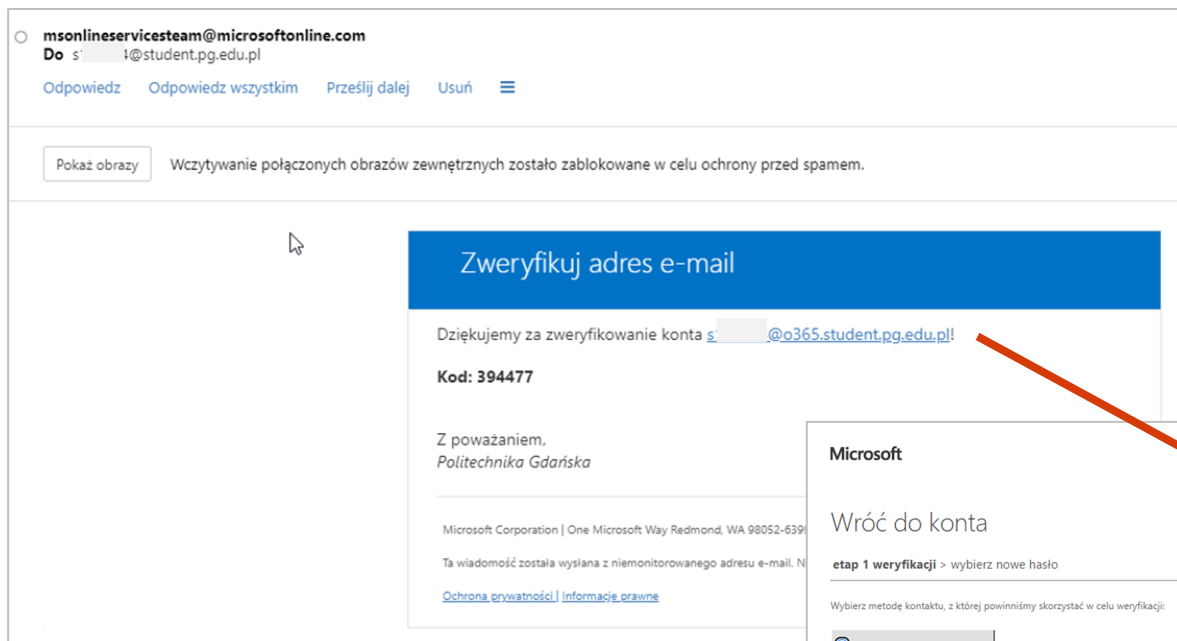 msonlineservicesteam@microsoftonline.com
Do s 4@student.pg.edu.pl
Odpowiedz Odpowiedz wszystkim Prześlij dalej Usuń
Pokaż obrazy Wczytywanie połączonych obrazów zewnętrznych zostało zablokowane w celu ochrony przed spamem.
Zweryfikuj adres e-mail
Dziękujemy za zweryfikowanie konta s @o365.student.pg.edu.pl!
Kod: 394477
Z poważaniem,
Politechnika Gdańska
Microsoft Corporation | One Microsoft Way Redmond, WA 98052-6399
Ta wiadomość została wysłana z niemonitorowanego adresu e-mail. N
Ochrona prywatności | Informacje prawne
Microsoft
Wróć do konta
etap 1 weryfikacji > wybierz nowe hasło
Wybierz metodę kontaktu, z której powinniśmy skorzystać w celu weryfikacji: